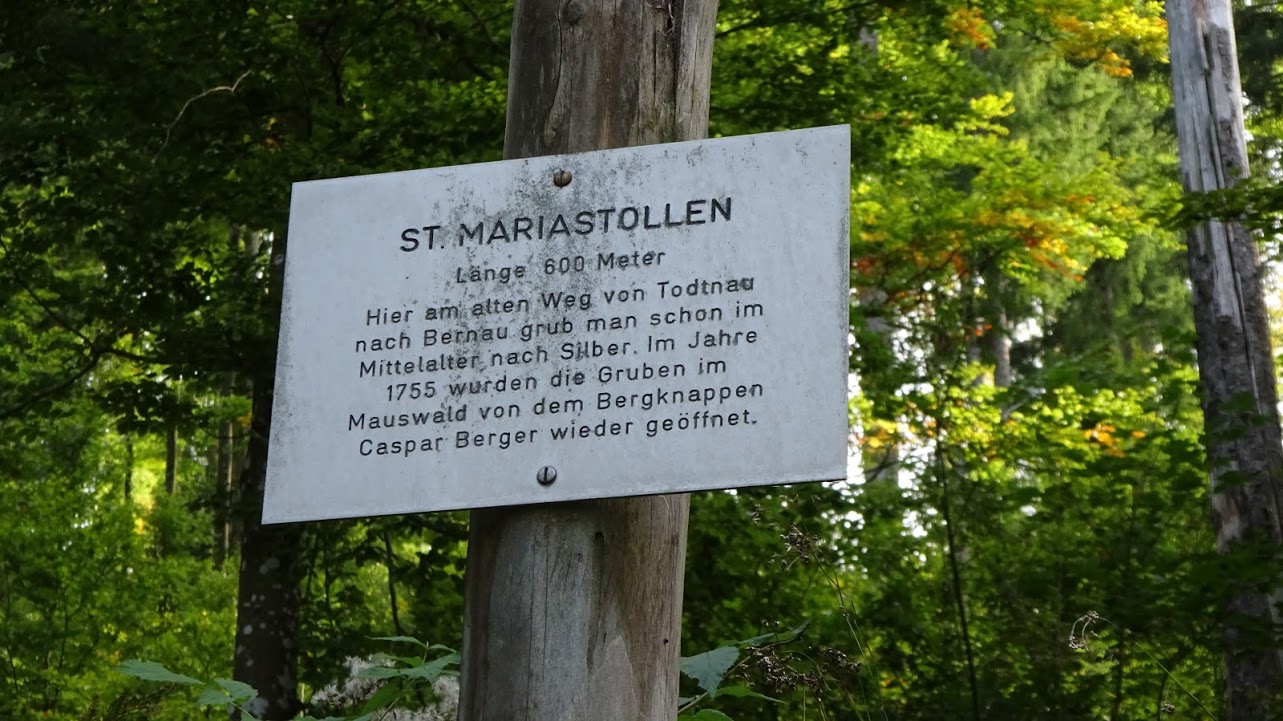 ST. MARIASTOLLEN
Länge 600 Meter
Hier am alten Weg von Todtnau
nach Bernau grub man schon im
Mittelalter nach Silber. Im Jahre
1755 wurden die Gruben im
Mauswald von dem Bergknappen
Caspar Berger wieder geöffnet.